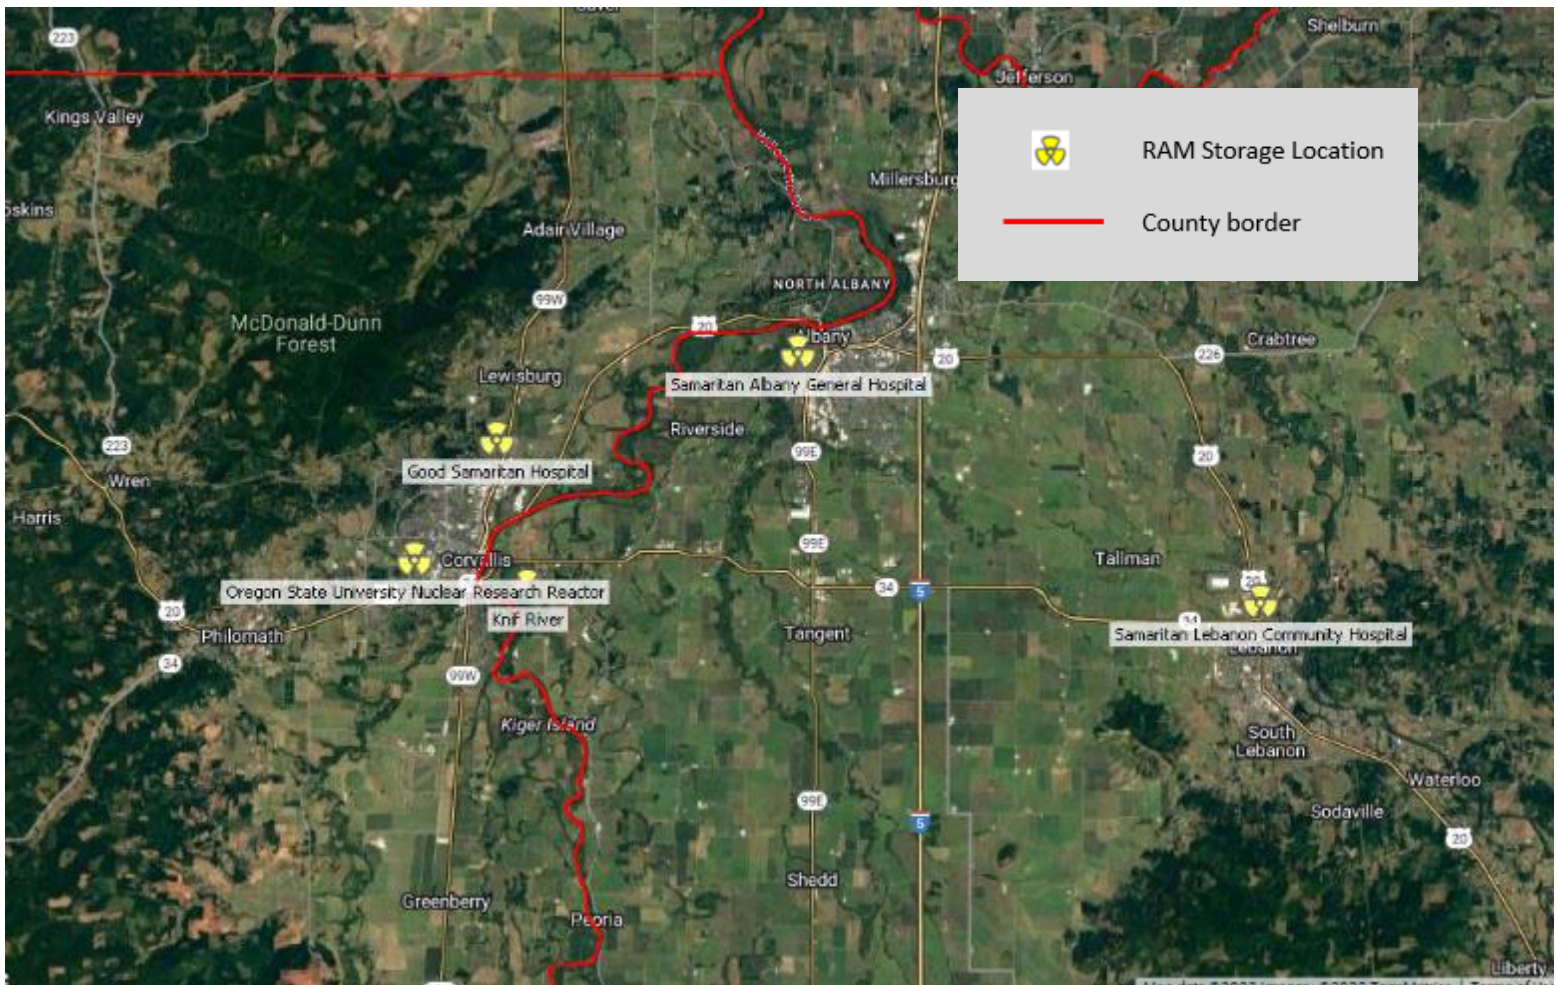 223
Shelburn
Jefferson
Kings Valley
RAM Storage Location
Millersburg
County border
Adair Village
NORTH ALBANY
99W
McDonald-Dunn
Forest
20
Albany
20
226
Crabtree
Lewisburg
Samaritan Albany General Hospital
Riverside
223
99E
20
Good Samaritan Hospital
Wren
Harris
99E
Corvallis
Tallman
34
5
20
Oregon State University Nuclear Research Reactor
20
Knif River
34
Philomath
Tangent
Samaritan Lebanon Community Hospital
Lebanon
34
99W
Kiger Island
South
Lebanon
Waterloo
99E
Sodaville
5
20
Shedd
Greenberry
Peoria
Liberty